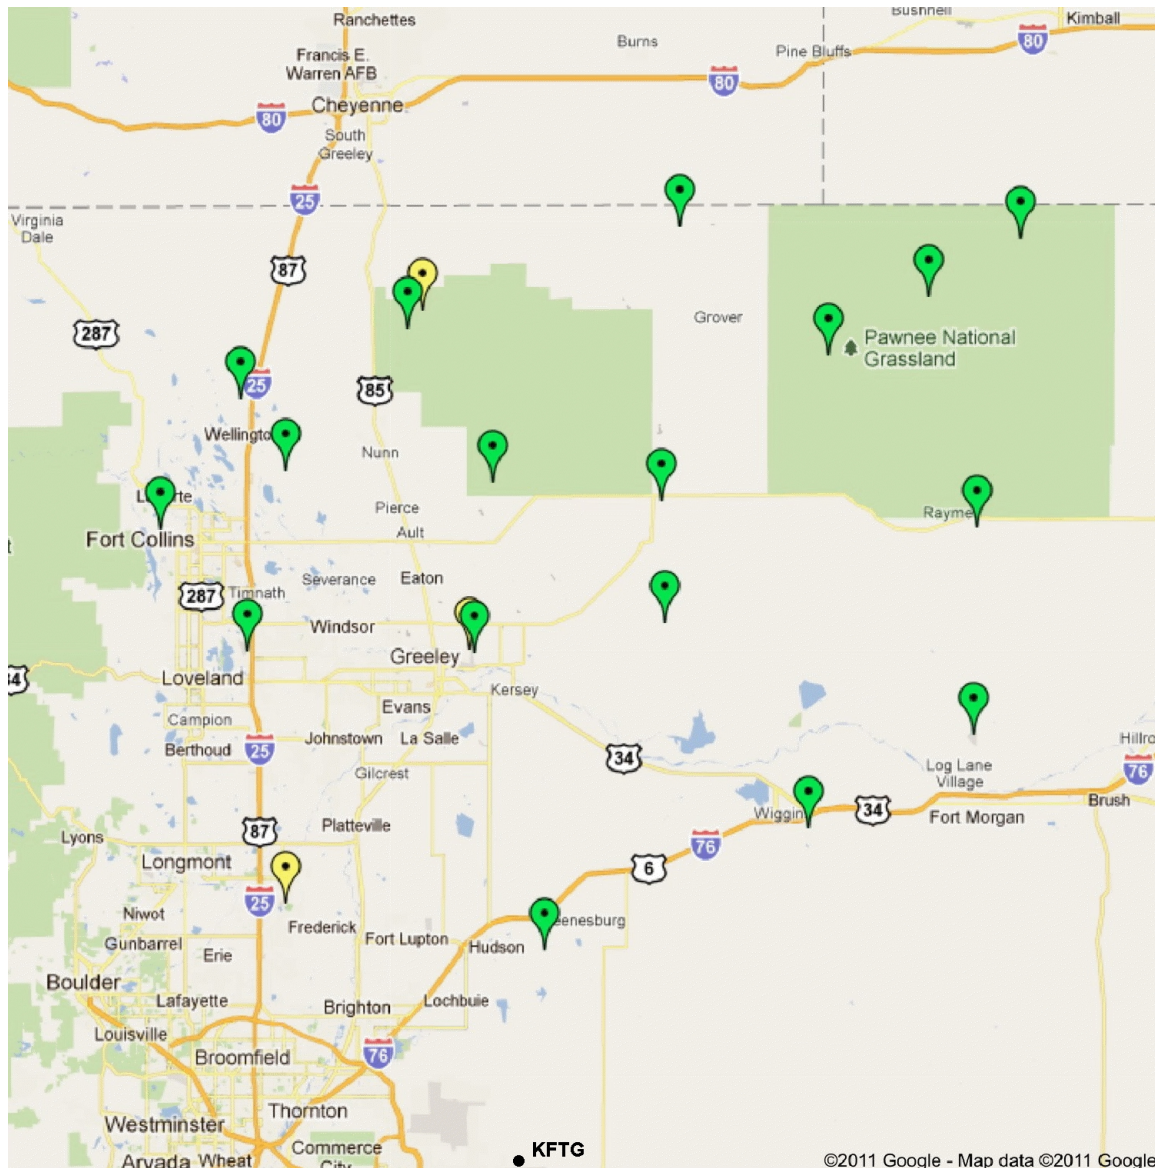 Ranchettes
Bushnell
Kimball
Burns
80
Pine Bluffs
Francis E.
Warren AFB
80
Cheyenne
80
South
Greeley
25
Virginia
Dale
87
Grover
287
Pawnee National
Grassland
25
85
Nunn
Pierce
Ault
Fort Collins
Severance
Eaton
287
Timnath
Windsor
Greeley
Loveland
Kersey
Evans
Campion
Johnstown
La Salle
Berthoud
25
Gilcrest
34
Hillro
76
Log Lane
Village
Brush
34
Fort Morgan
87
Platteville
Lyons
76
Longmont
6
25
Niwot
Frederick
Gunbarrel
Fort Lupton
Hudson
Erie
Boulder
Lafayette
Brighton
Lochbuie
Louisville
76
Broomfield
Thornton
Westminster
Commerce
City
KFTG
Arvada
Wheat
©2011 Google - Map data ©2011 Google